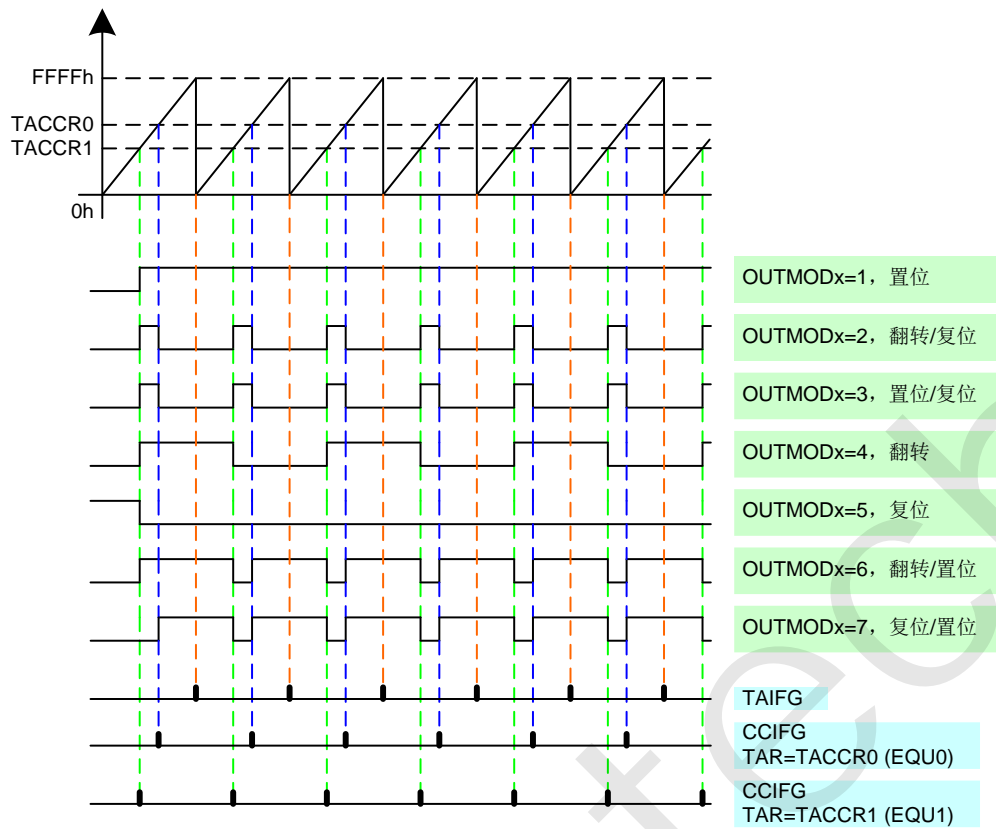 FFFFh
TACCR0
TACCR1
0h
OUTMODx=1，置位
OUTMODx=2，翻转/复位
OUTMODx=3，置位/复位
OUTMODx=4，翻转
OUTMODx=5，复位
OUTMODx=6，翻转/置位
OUTMODx=7，复位/置位
TAIFG
CCIFG
TAR=TACCR0 (EQU0)
CCIFG
TAR=TACCR1 (EQU1)
tech